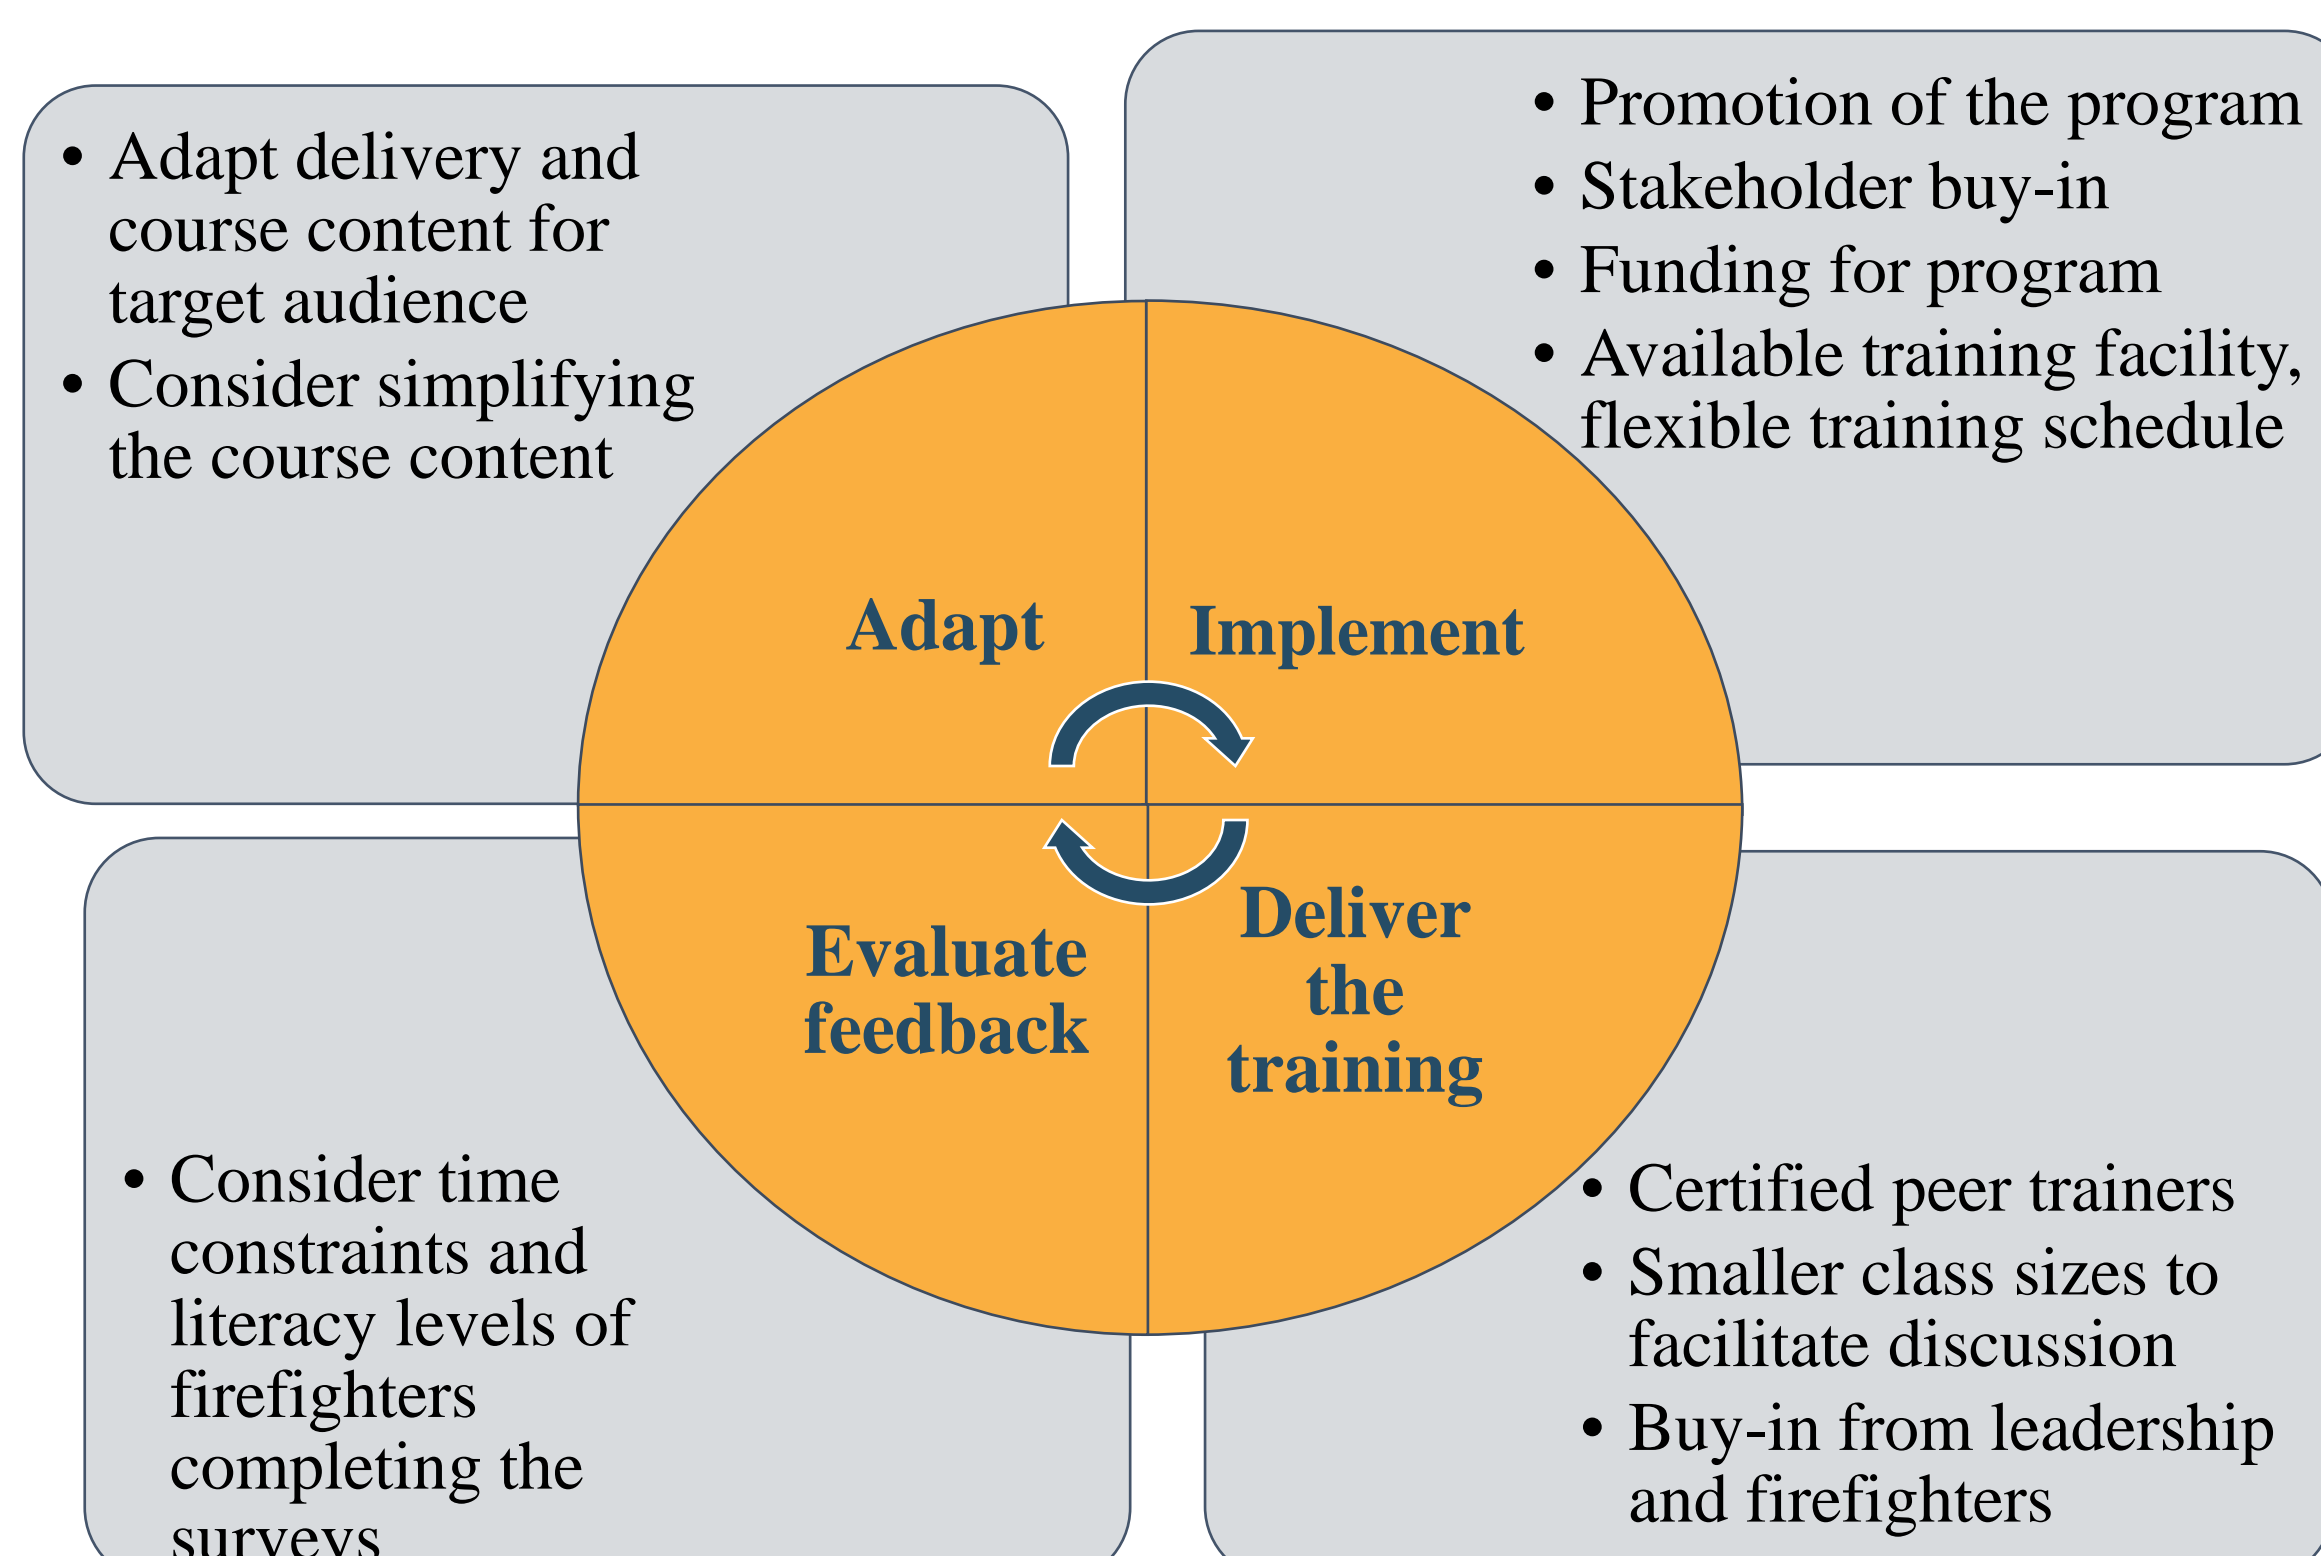 • Adapt delivery and
course content for
target audience
• Consider simplifying
the course content
• Promotion of the program
• Stakeholder buy-in
• Funding for program
• Available training facility,
flexible training schedule
Adapt
Implement
Evaluate
feedback
Deliver
the
training
• Consider time
constraints and
literacy levels of
firefighters
completing the
surveys
• Certified peer trainers
• Smaller class sizes to
facilitate discussion
• Buy-in from leadership
and firefighters